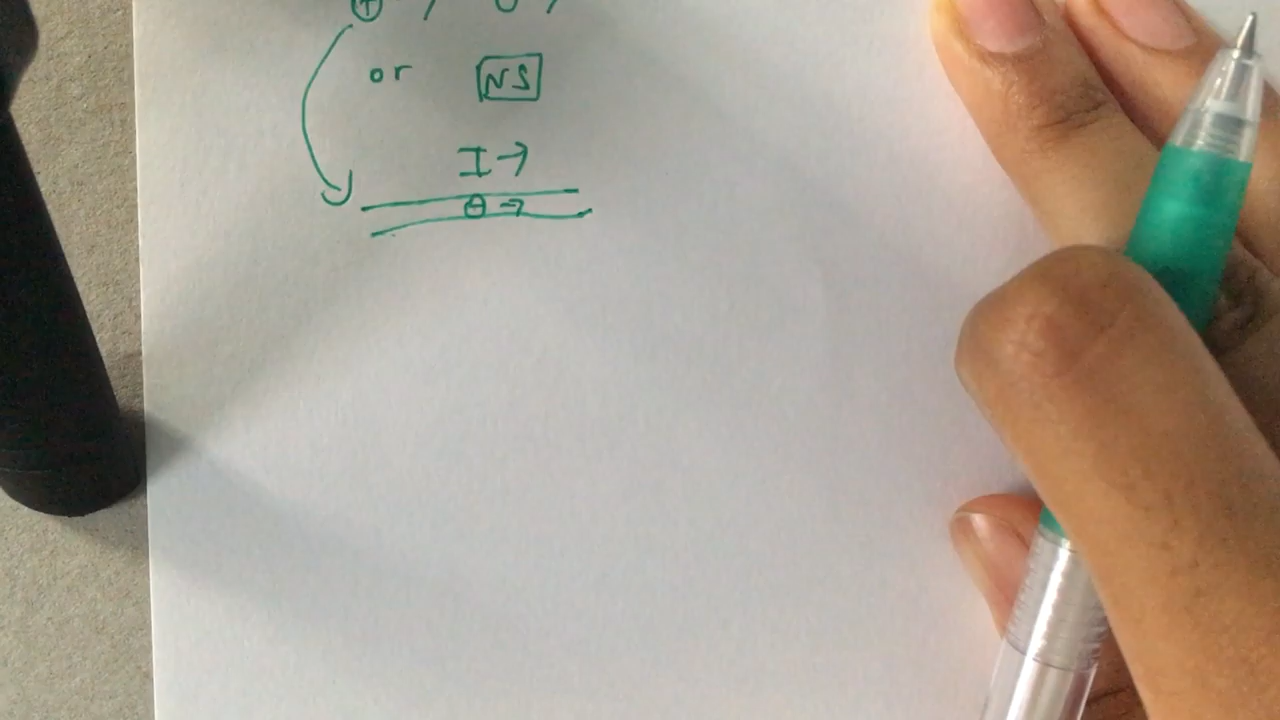 or NS
I →
⊖ →